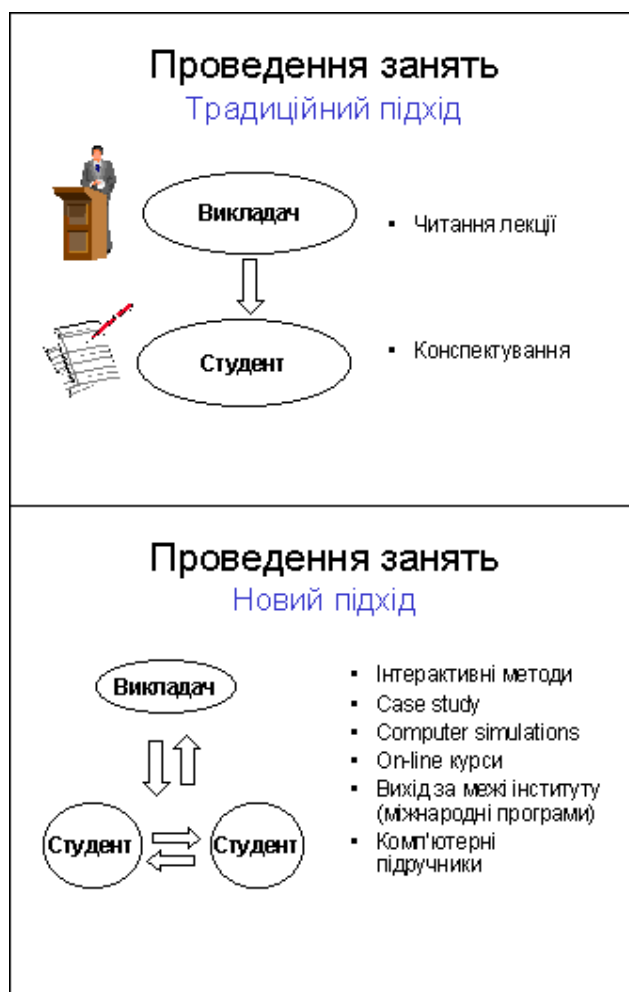 Проведення занять
Традиційний підхід
Викладач
▪ Читання лекції
Студент
▪ Конспектування
Проведення занять
Новий підхід
Викладач
▪ Інтерактивні методи
▪ Case study
▪ Computer simulations
▪ On-line курси
▪ Вихід за межі інституту
(міжнародні програми)
▪ Комп'ютерні
підручники
Студент
Студент